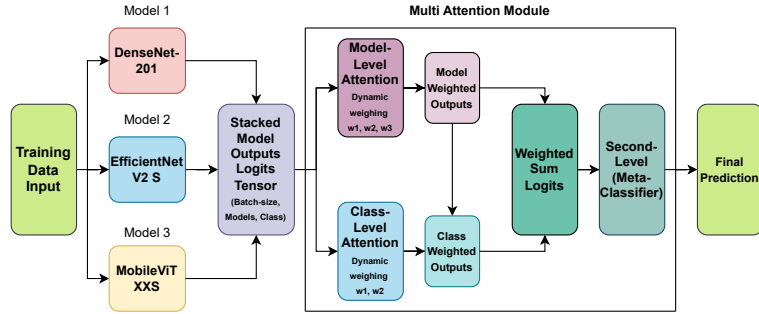 Model 1
DenseNet-
201
Model 2
EfficientNet
V2 S
Model 3
MobileViT
XXS
Training
Data
Input
Stacked
Model
Outputs
Logits
Tensor
(Batch-size,
Models, Class)
Multi Attention Module
Model-
Level
Attention
Dynamic
weighing
w1, w2, w3
Model
Weighted
Outputs
Class-
Level
Attention
Dynamic
weighing
w1, w2
Class
Weighted
Outputs
Weighted
Sum
Logits
Second-
Level
(Meta-
Classifier)
Final
Prediction